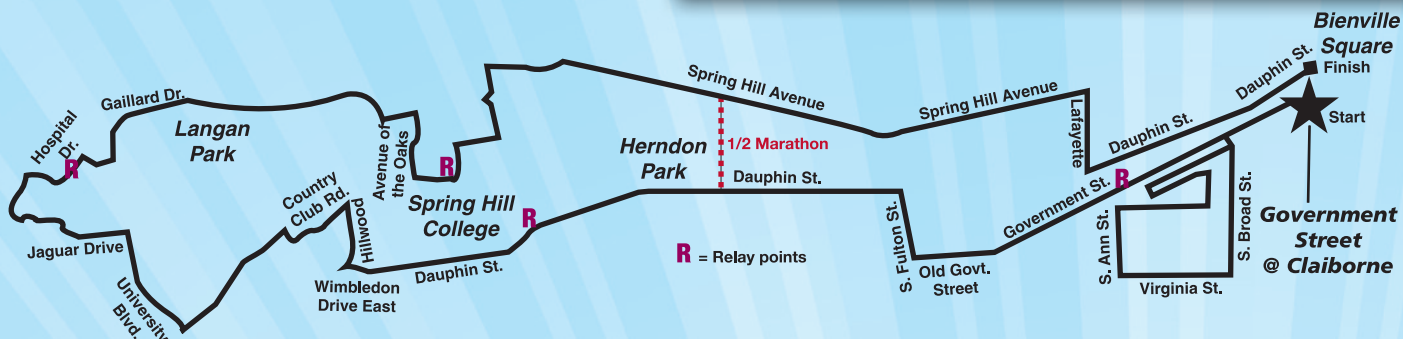 Bienville
Square
Finish
Start
Government
Street
@ Claiborne
Dauphin St.
Dauphin St.
Lafayette
Spring Hill Avenue
Spring Hill Avenue
1/2 Marathon
Herndon
Park
Dauphin St.
S. Fulton St.
Old Govt.
Street
Government St.
R
S. Ann St.
S. Broad St.
Virginia St.
R = Relay points
R
R
Spring Hill
College
Avenue of
the Oaks
Dauphin St.
Wimbledon
Drive East
Hillwood
Country
Club Rd.
Langan
Park
Gaillard Dr.
Hospital
Dr.
R
Jaguar Drive
University
Blvd.